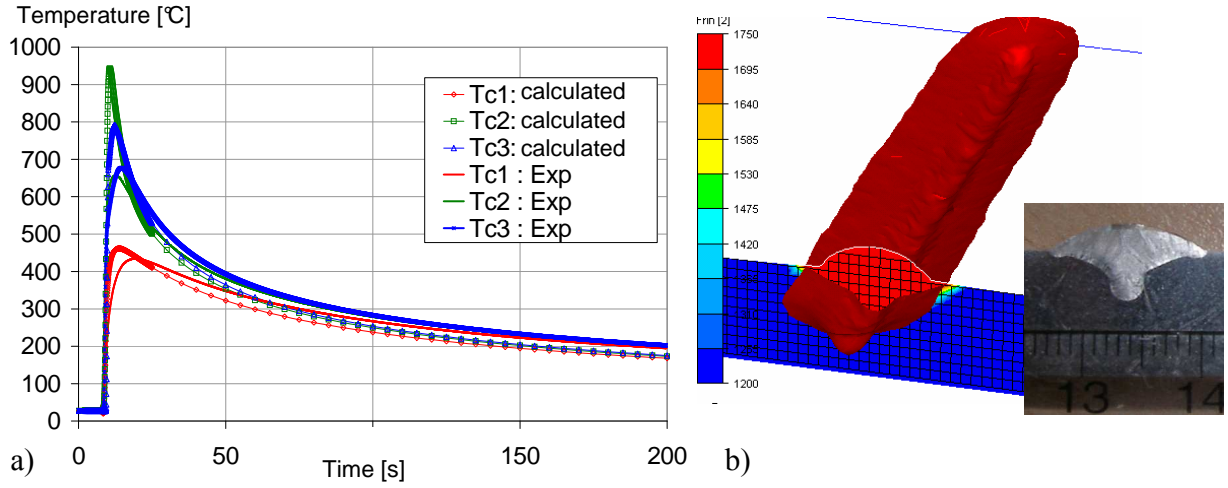 Temperature [°C]
1000
900
800
700
600
500
400
300
200
100
0
0
50
150
200
Time [s]
Tc1: calculated
Tc2: calculated
Tc3: calculated
Tc1 : Exp
Tc2 : Exp
Tc3 : Exp
a)
[2]
1750
1695
1640
1585
1530
1475
1420
1200
13
14
b)